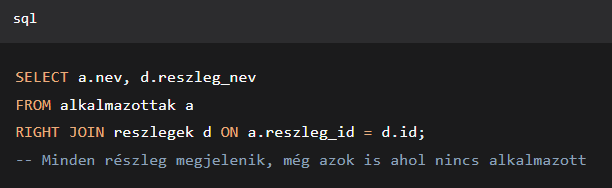 sql
SELECT a.nev, d.reszleg_nev
FROM alkalmazottak a
RIGHT JOIN reszlegek d ON a.reszleg_id = d.id;
-- Minden részleg megjelenik, még azok is ahol nincs alkalmazott